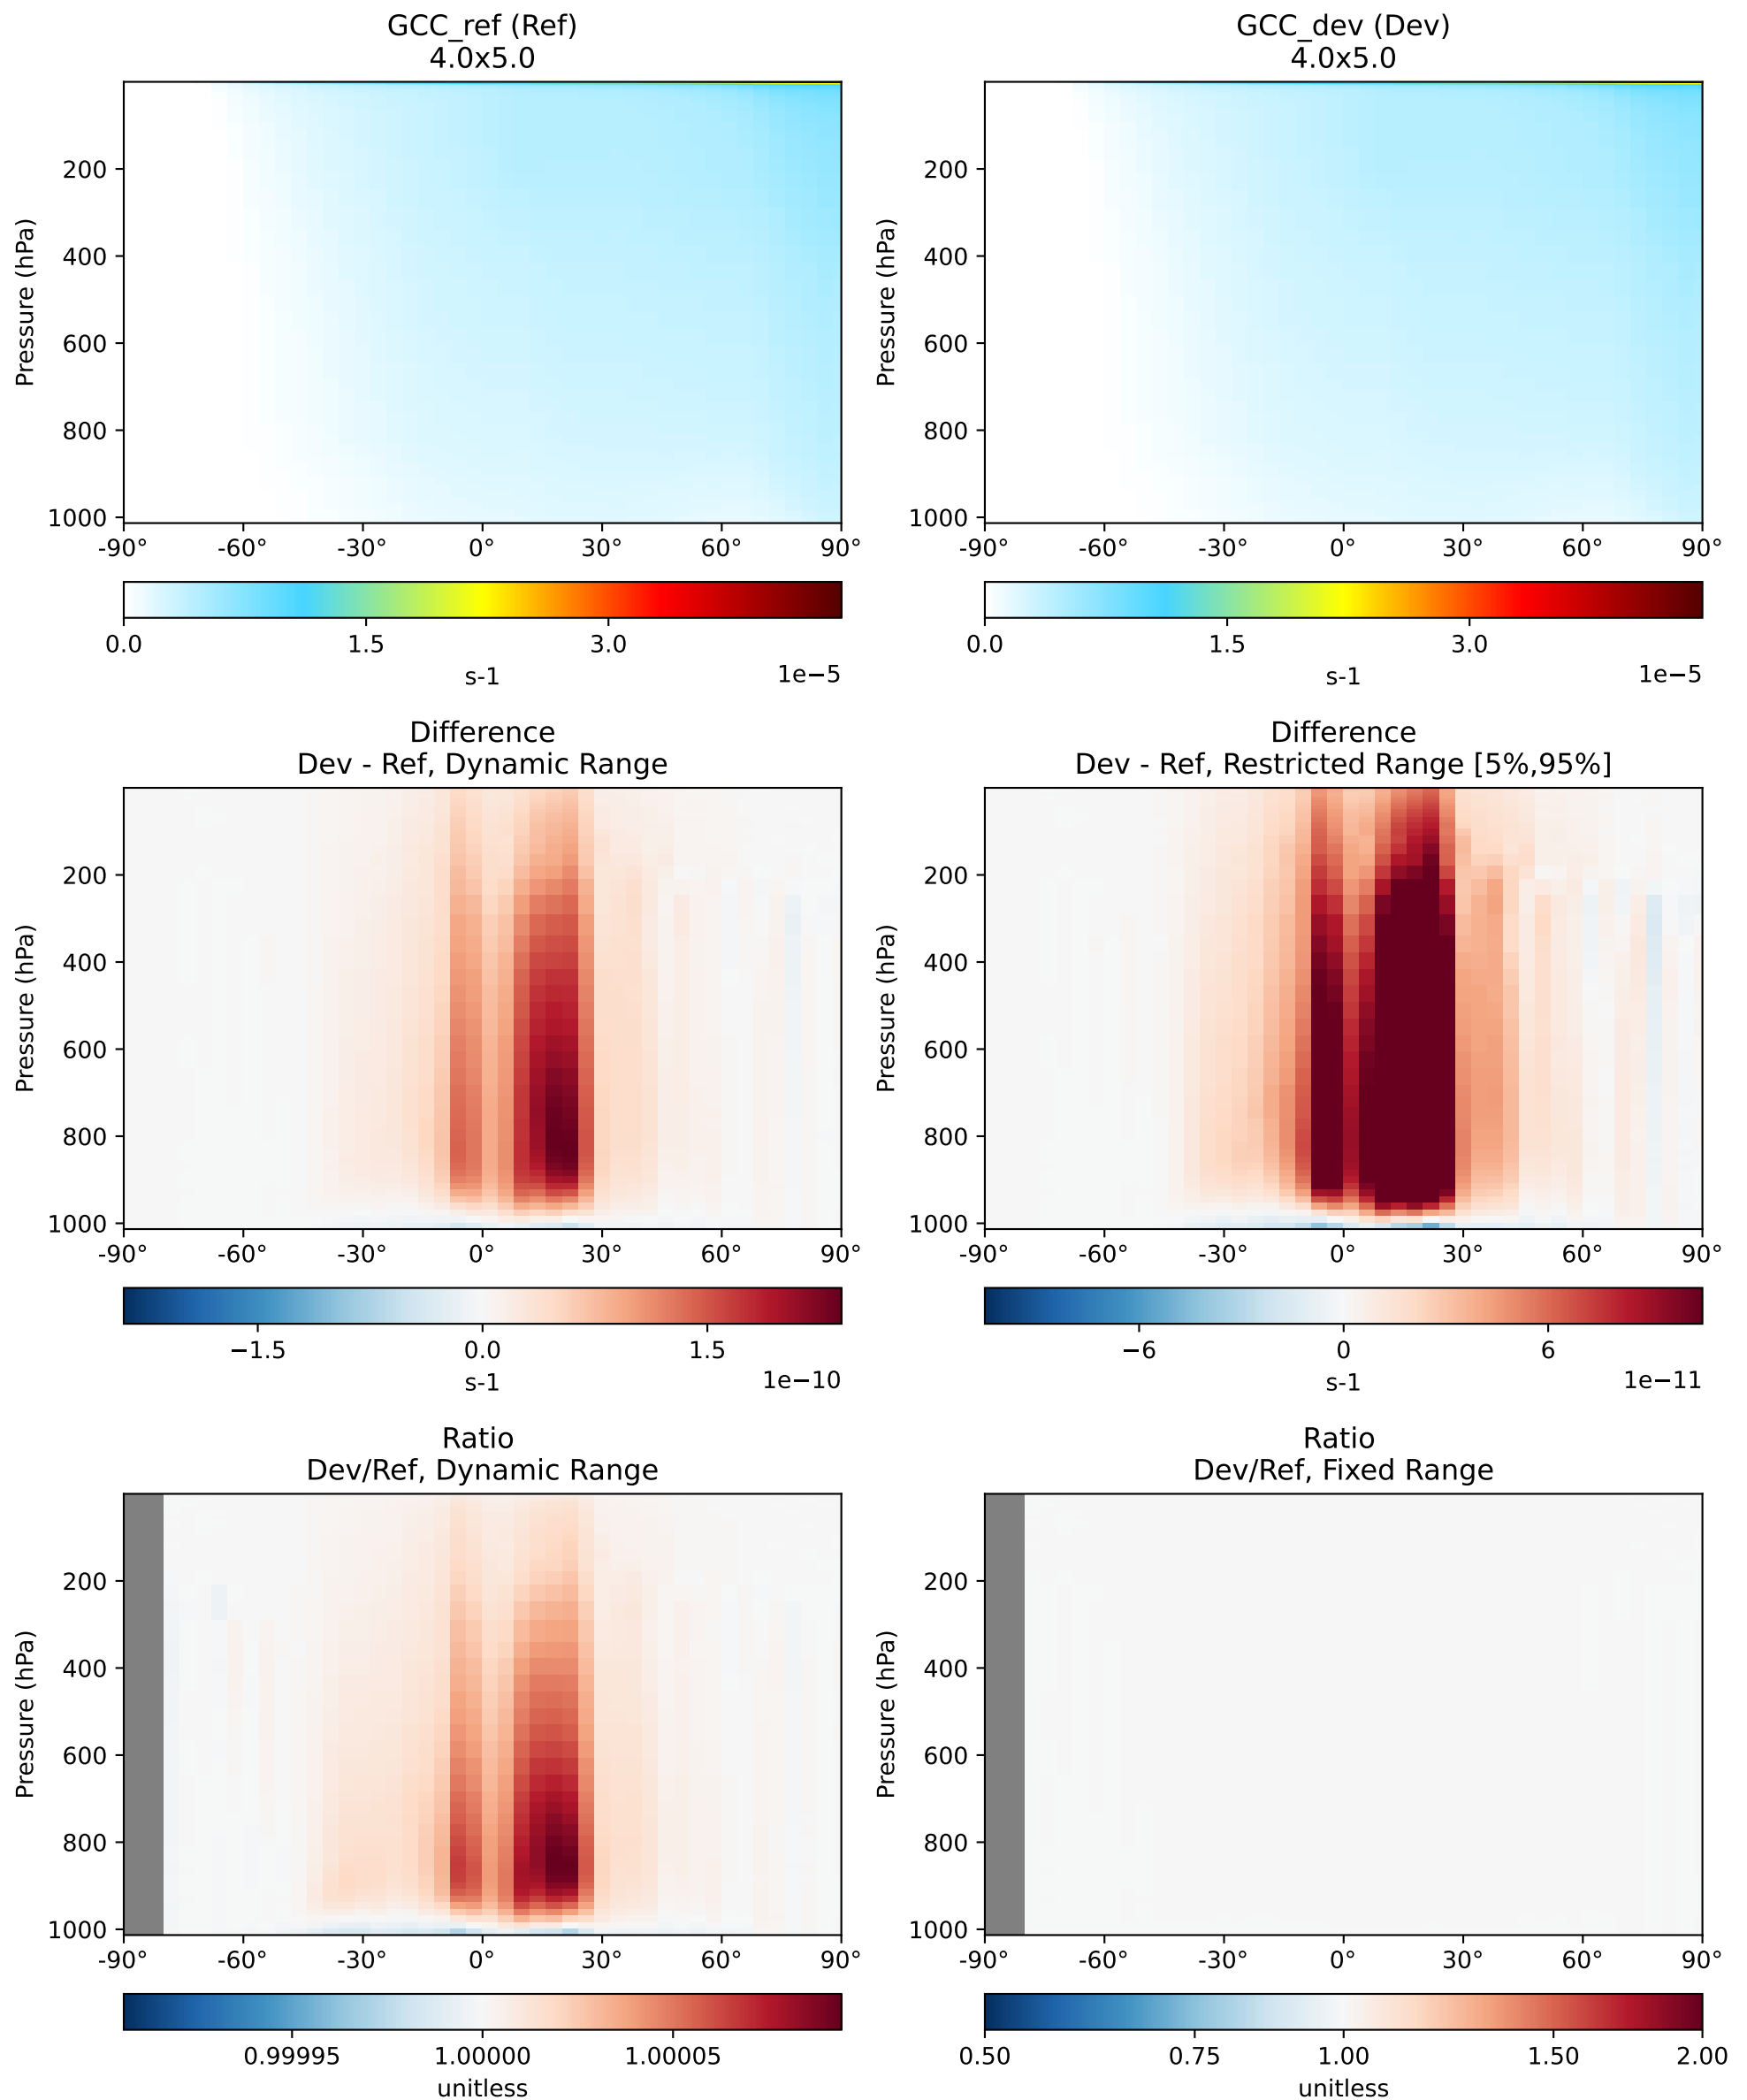 GCC_ref (Ref)
4.0x5.0
Pressure (hPa)
200
400
600
800
1000
-90° -60° -30° 0° 30° 60° 90°
0.0 1.5 3.0
s-1 1e−5
GCC_dev (Dev)
4.0x5.0
Pressure (hPa)
200
400
600
800
1000
-90° -60° -30° 0° 30° 60° 90°
0.0 1.5 3.0
s-1 1e−5
Difference
Dev - Ref, Dynamic Range
Pressure (hPa)
200
400
600
800
1000
-90° -60° -30° 0° 30° 60° 90°
−1.5 0.0 1.5
s-1 1e−10
Difference
Dev - Ref, Restricted Range [5%,95%]
Pressure (hPa)
200
400
600
800
1000
-90° -60° -30° 0° 30° 60° 90°
−6 0 6
s-1 1e−11
Ratio
Dev/Ref, Dynamic Range
Pressure (hPa)
200
400
600
800
1000
-90° -60° -30° 0° 30° 60° 90°
0.99995 1.00000 1.00005
unitless
Ratio
Dev/Ref, Fixed Range
Pressure (hPa)
200
400
600
800
1000
-90° -60° -30° 0° 30° 60° 90°
0.50 0.75 1.00 1.50 2.00
unitless